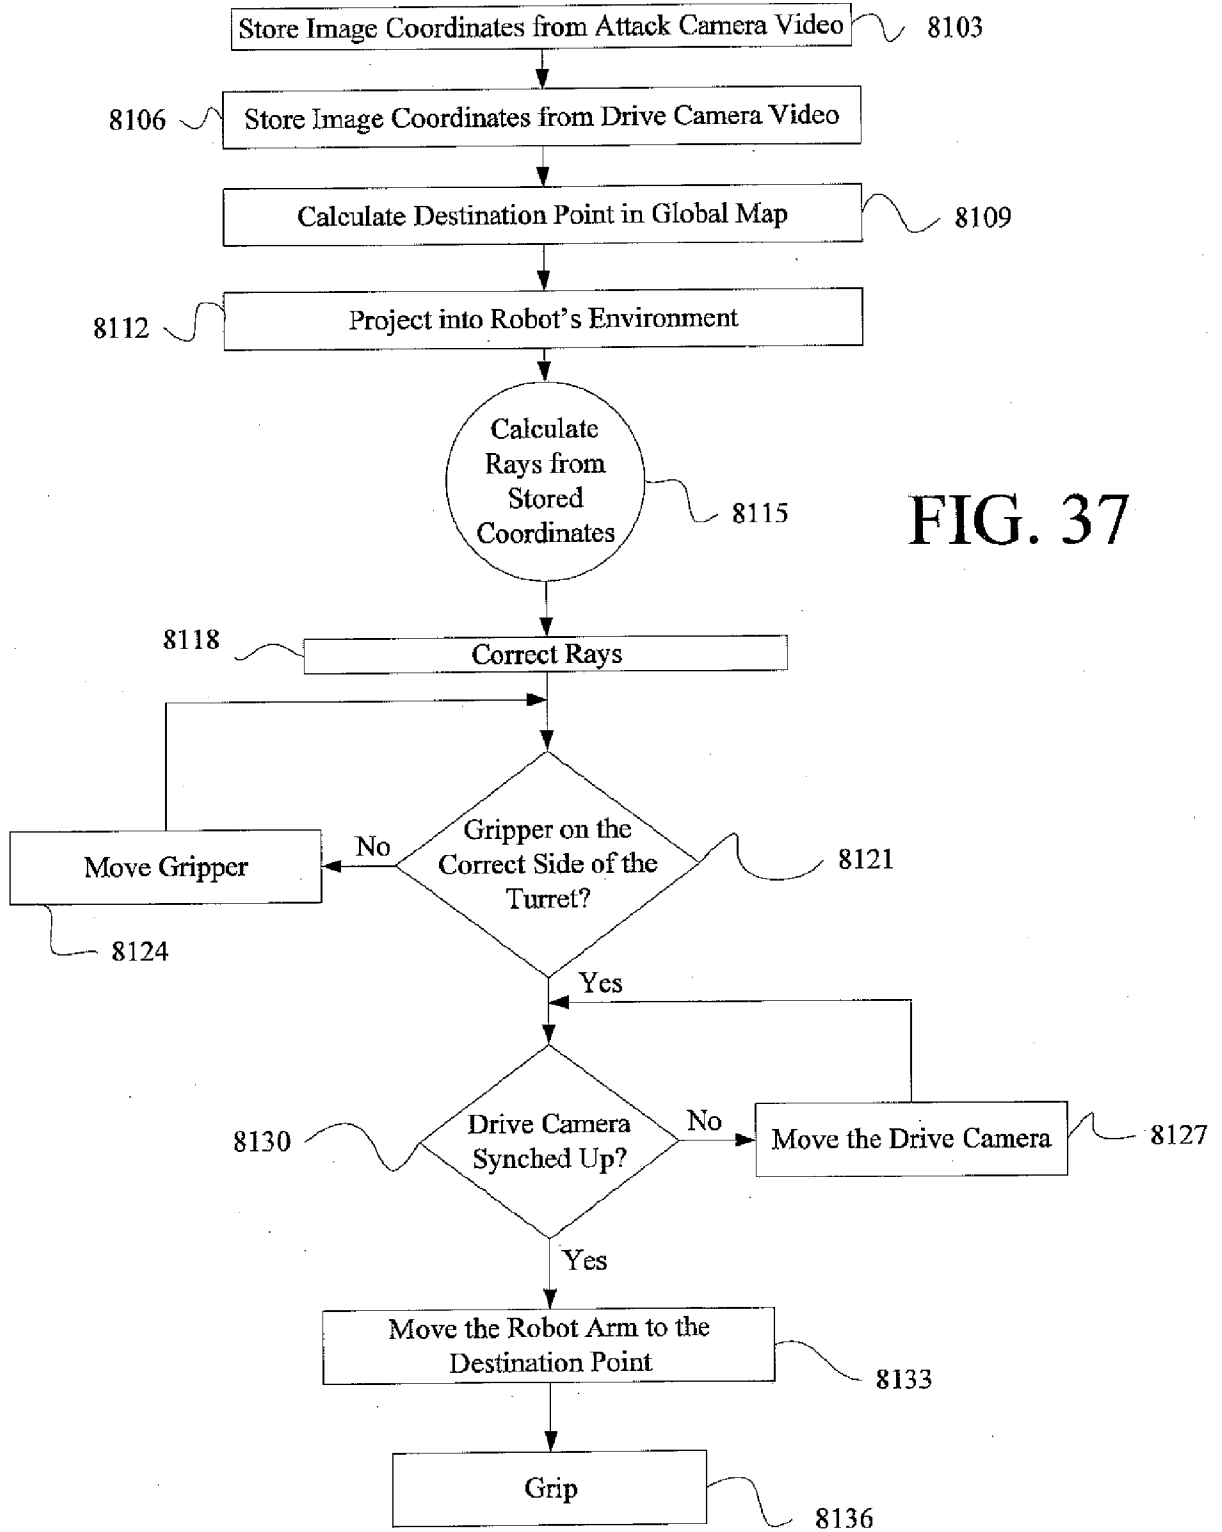 Store Image Coordinates from Attack Camera Video
8103
8106
Store Image Coordinates from Drive Camera Video
Calculate Destination Point in Global Map
8109
8112
Project into Robot's Environment
Calculate
Rays from
Stored
Coordinates
8115
FIG. 37
8118
Correct Rays
Gripper on the
Correct Side of the
Turret?
8121
No
Move Gripper
8124
Yes
Drive Camera
Synched Up?
8130
No
Move the Drive Camera
8127
Yes
Move the Robot Arm to the
Destination Point
8133
Grip
8136